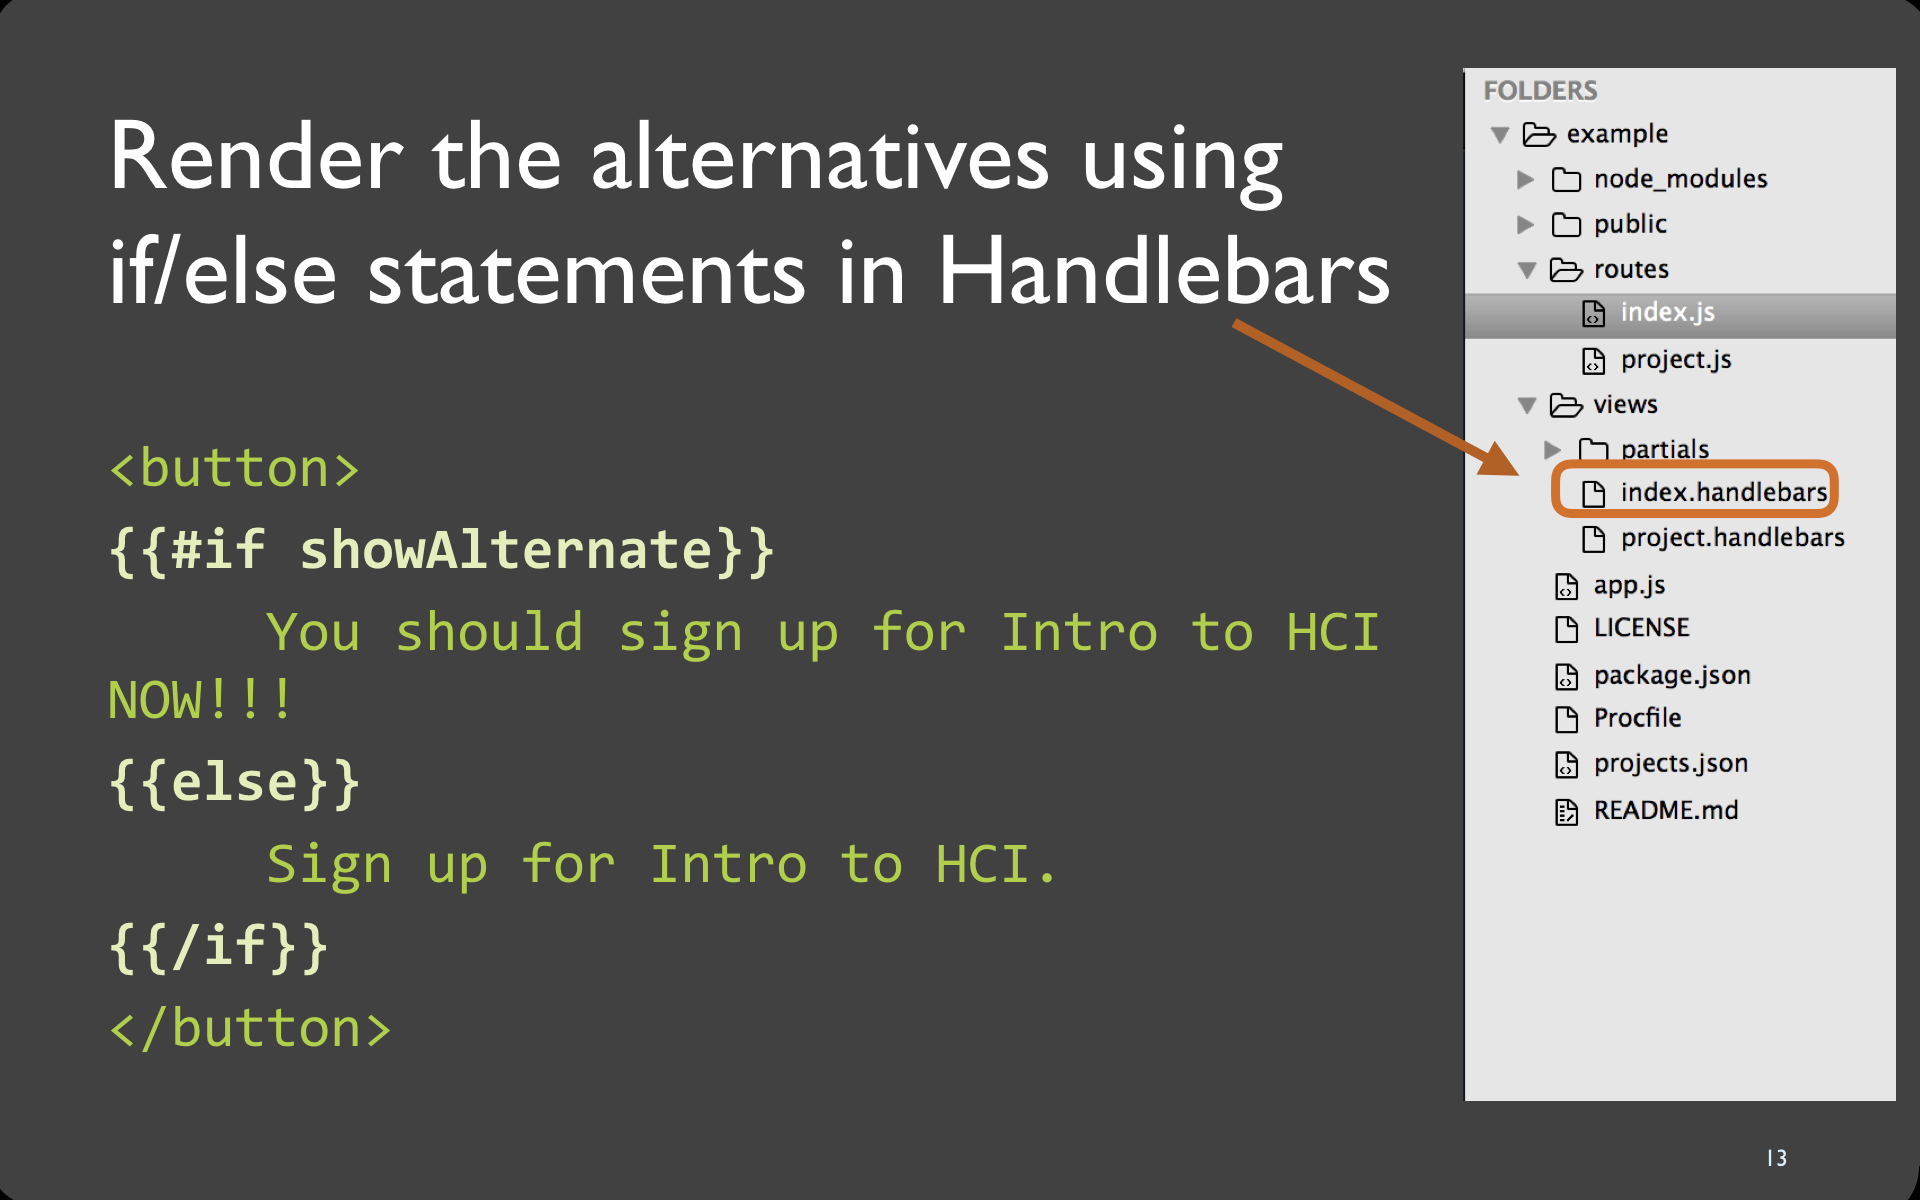 Render the alternatives using
if/else statements in Handlebars
<button>
{{#if showAlternate}}
You should sign up for Intro to HCI
NOW!!!
{{else}}
Sign up for Intro to HCI.
{{/if}}
</button>
FOLDERS
example
node_modules
public
routes
index.js
project.js
views
partials
index.handlebars
project.handlebars
app.js
LICENSE
package.json
Procfile
projects.json
README.md
13